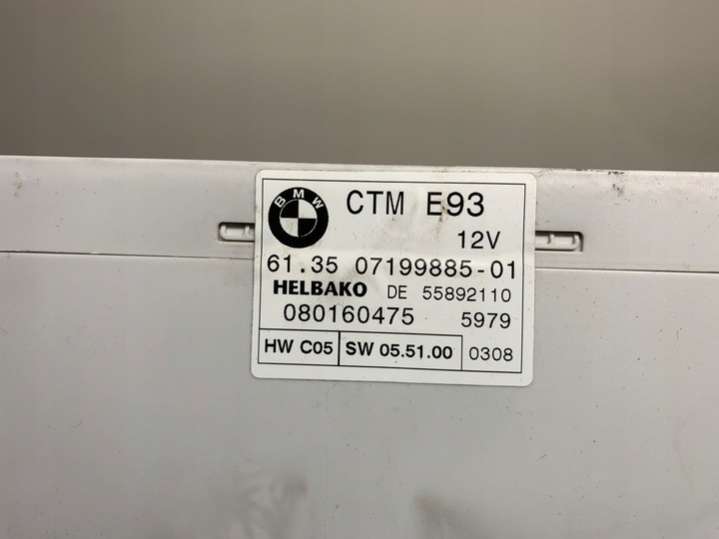 BMW
CTM E93
12V
61.35 07199885-01
HELBAKO DE 55892110
080160475 5979
HW C05 SW 05.51.00 0308